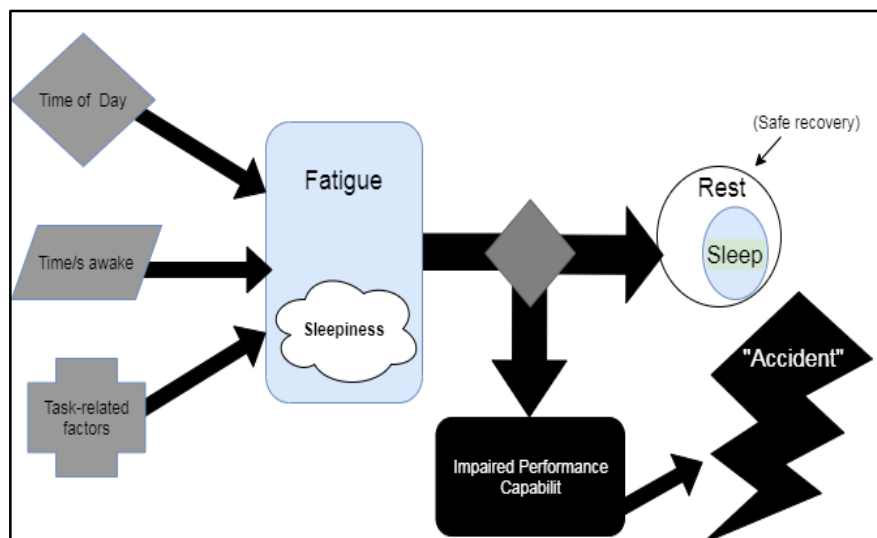 Time of Day
Time/s awake
Task-related
factors
Fatigue
Sleepiness
(Safe recovery)
Rest
Sleep
"Accident"
Impaired Performance
Capabilit